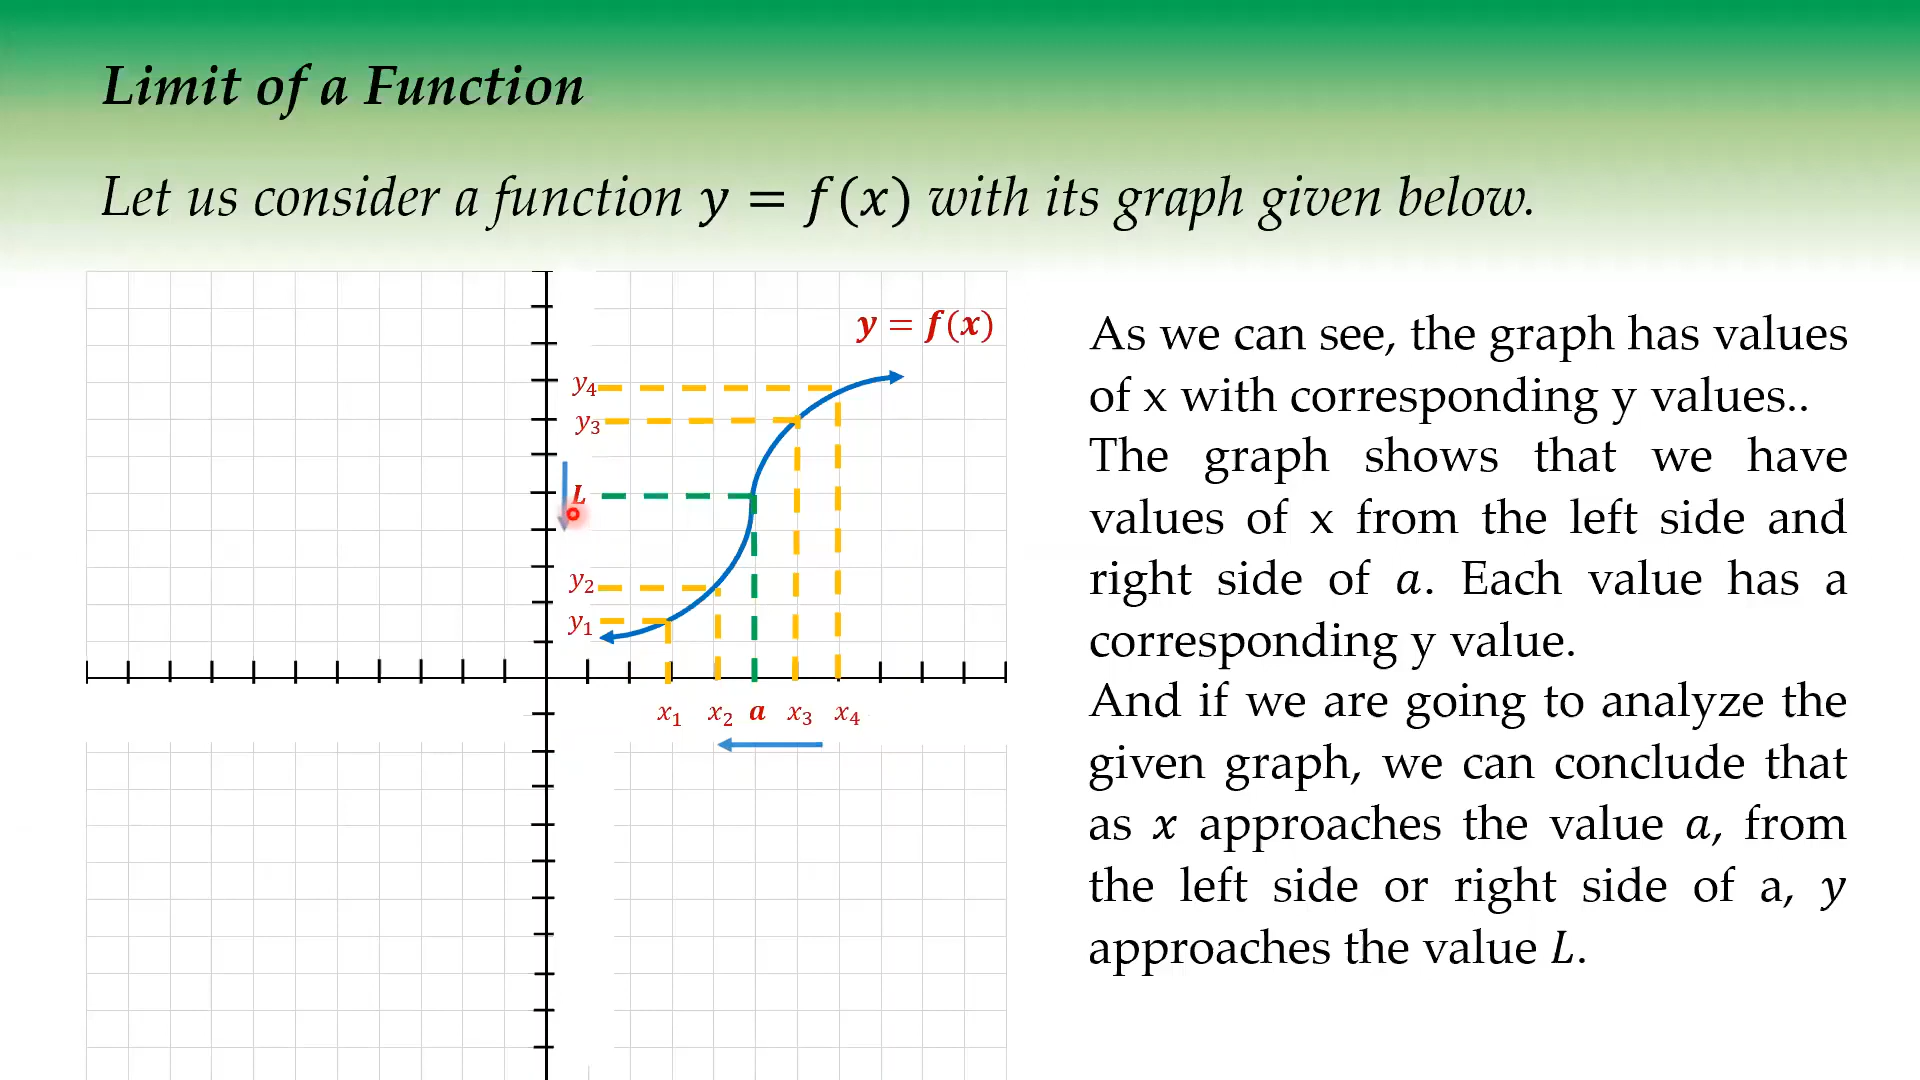 Limit of a Function
Let us consider a function y = f(x) with its graph given below.
y = f(x)
y₄
y₃
L
y₂
y₁
x₁ x₂ a x₃ x₄
As we can see, the graph has values
of x with corresponding y values..
The graph shows that we have
values of x from the left side and
right side of a. Each value has a
corresponding y value.
And if we are going to analyze the
given graph, we can conclude that
as x approaches the value a, from
the left side or right side of a, y
approaches the value L.